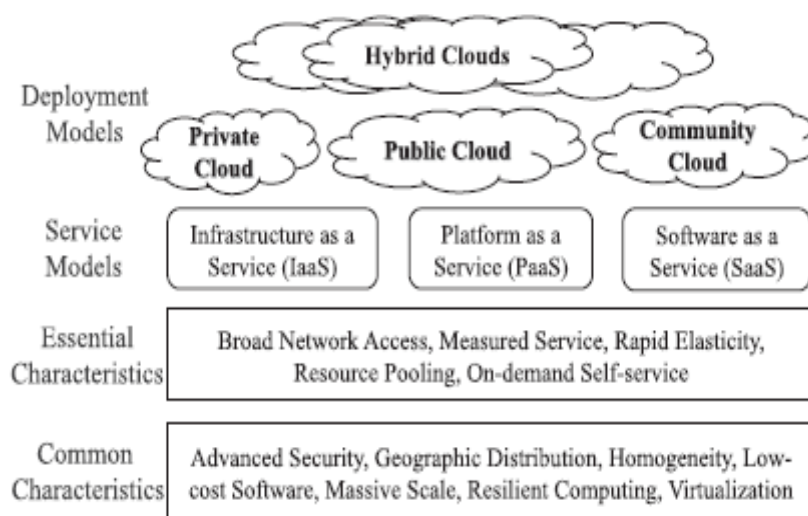 Hybrid Clouds
Deployment
Models
Private
Cloud
Public Cloud
Community
Cloud
Service
Models
Infrastructure as a
Service (IaaS)
Platform as a
Service (PaaS)
Software as a
Service (SaaS)
Essential
Characteristics
Broad Network Access, Measured Service, Rapid Elasticity,
Resource Pooling, On-demand Self-service
Common
Characteristics
Advanced Security, Geographic Distribution, Homogeneity, Low-
cost Software, Massive Scale, Resilient Computing, Virtualization